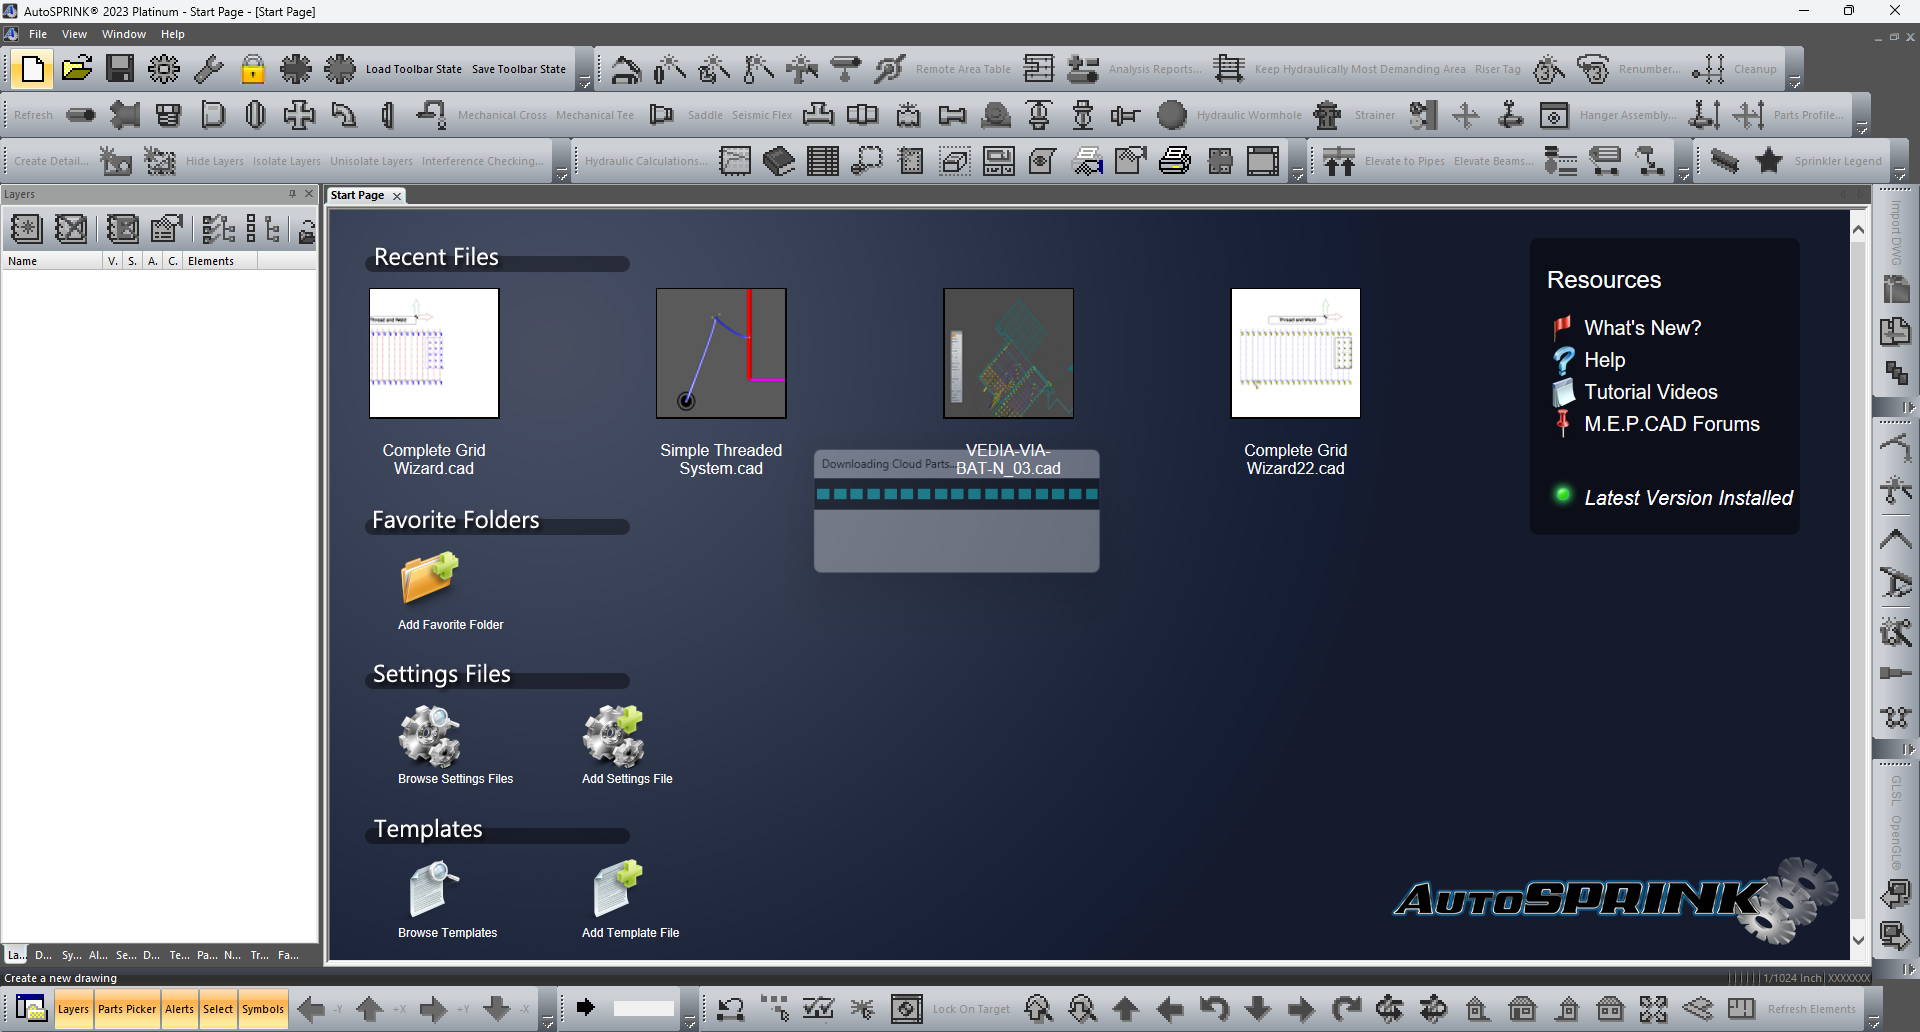 AutoSPRINK® 2023 Platinum - Start Page - [Start Page]
File View Window Help
Load Toolbar State Save Toolbar State Remote Area Table Analysis Reports... Keep Hydraulically Most Demanding Area Riser Tag Renumber... Cleanup
Refresh Mechanical Cross Mechanical Tee Saddle Seismic Flex Hydraulic Wormhole Strainer Hanger Assembly... Parts Profile...
Create Detail... Hide Layers Isolate Layers Unisolate Layers Interference Checking... Hydraulic Calculations... Elevate to Pipes Elevate Beams... Sprinkler Legend
Layers
Start Page
Name V. S. A. C. Elements
Recent Files
Thread and Weld
Thread and Weld
Complete Grid
Wizard.cad
Simple Threaded
System.cad
VEDIA-VIA-
BAT-N_03.cad
Complete Grid
Wizard22.cad
Downloading Cloud Parts...
Favorite Folders
Add Favorite Folder
Settings Files
Browse Settings Files
Add Settings File
Templates
Browse Templates
Add Template File
Resources
What's New?
Help
Tutorial Videos
M.E.P.CAD Forums
Latest Version Installed
AUTOSPRINK
Import DWG
GLSL
OpenGL®
La... D... Sy... Al... Se... D... Te... Pa... N... Tr... Fa...
Create a new drawing
1/1024 Inch XXXXXXX
Layers Parts Picker Alerts Select Symbols -Y +X +Y -X Lock On Target Refresh Elements